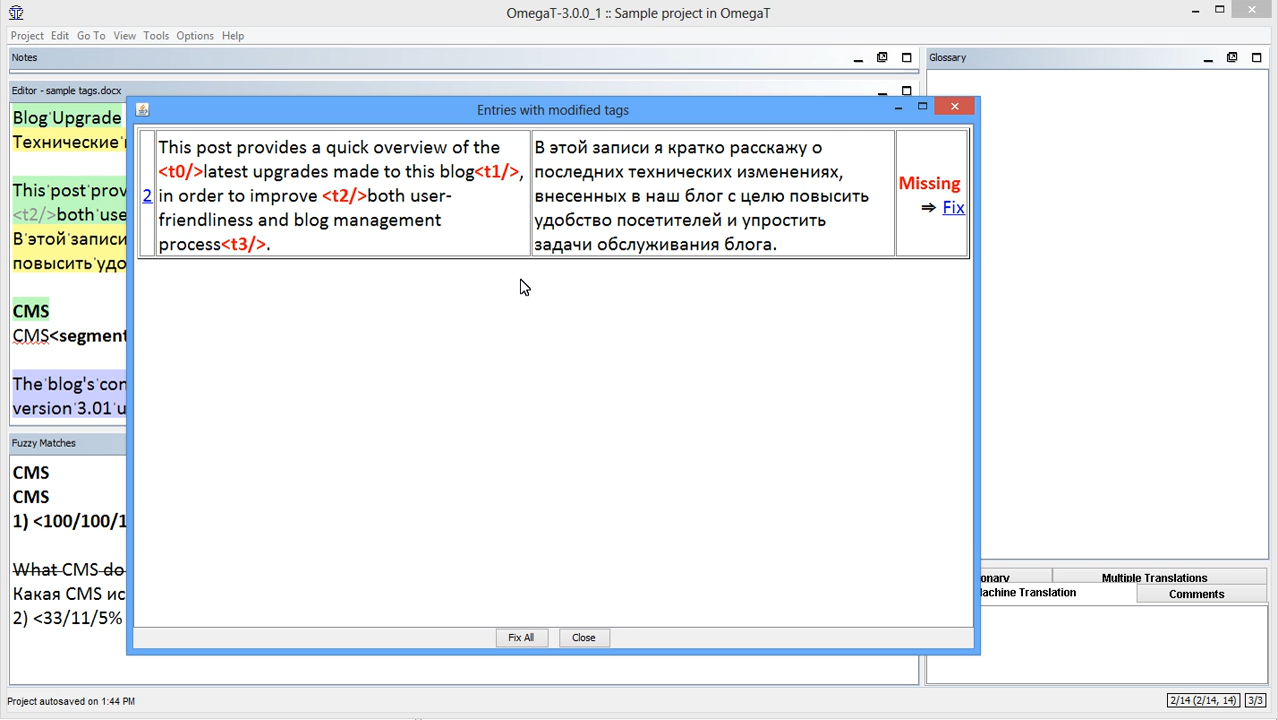 OmegaT-3.0.0_1 :: Sample project in OmegaT
Project Edit Go To View Tools Options Help
Notes
Glossary
Editor - sample tags.docx
Blog Upgrade
Технические
This post prov
<t2/>both use
В этой записи
повысить удо
CMS
CMS<segment
The blog's con
version 3.01 u
Entries with modified tags
2
This post provides a quick overview of the
<t0/>latest upgrades made to this blog<t1/>,
in order to improve <t2/>both user-
friendliness and blog management
process<t3/>.
В этой записи я кратко расскажу о
последних технических изменениях,
внесенных в наш блог с целю повысить
удобство посетителей и упростить
задачи обслуживания блога.
Missing
⇒ Fix
Fix All Close
Fuzzy Matches
CMS
CMS
1) <100/100/1
What CMS do
Какая CMS ис
2) <33/11/5%
onary Multiple Translations
achine Translation Comments
Project autosaved on 1:44 PM
2/14 (2/14, 14) 3/3